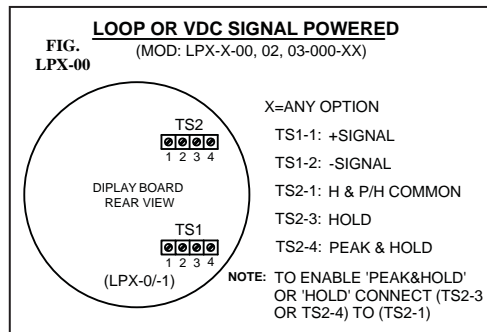 LOOP OR VDC SIGNAL POWERED
FIG.
LPX-00
(MOD: LPX-X-00, 02, 03-000-XX)
X=ANY OPTION
TS2
1 2 3 4
TS1-1: +SIGNAL
TS1-2: -SIGNAL
DIPLAY BOARD
REAR VIEW
TS2-1: H & P/H COMMON
TS2-3: HOLD
TS1
1 2 3 4
TS2-4: PEAK & HOLD
(LPX-0/-1)
NOTE: TO ENABLE 'PEAK&HOLD'
OR 'HOLD' CONNECT (TS2-3
OR TS2-4) TO (TS2-1)